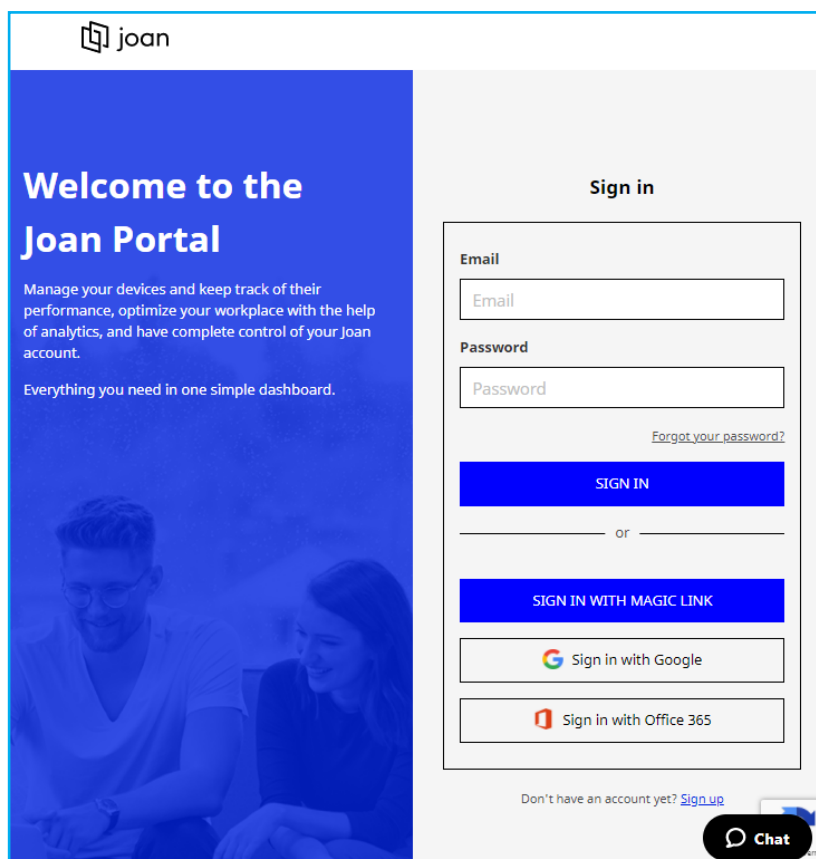 joan
Welcome to the
Joan Portal
Manage your devices and keep track of their
performance, optimize your workplace with the help
of analytics, and have complete control of your Joan
account.
Everything you need in one simple dashboard.
Sign in
Email
Email
Password
Password
Forgot your password?
SIGN IN
or
SIGN IN WITH MAGIC LINK
Sign in with Google
Sign in with Office 365
Don't have an account yet? Sign up
Chat